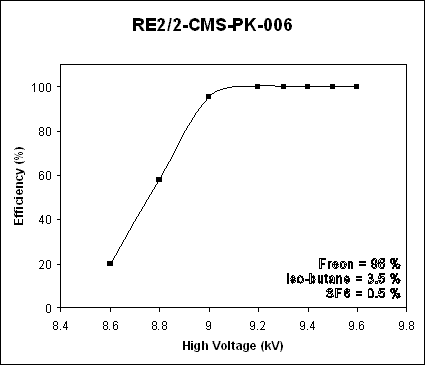 RE2/2-CMS-PK-006
100
80
60
40
20
0
Efficiency (%)
Freon = 96 %
Iso-butane = 3.5 %
SF6 = 0.5 %
8.4 8.6 8.8 9 9.2 9.4 9.6 9.8
High Voltage (kV)